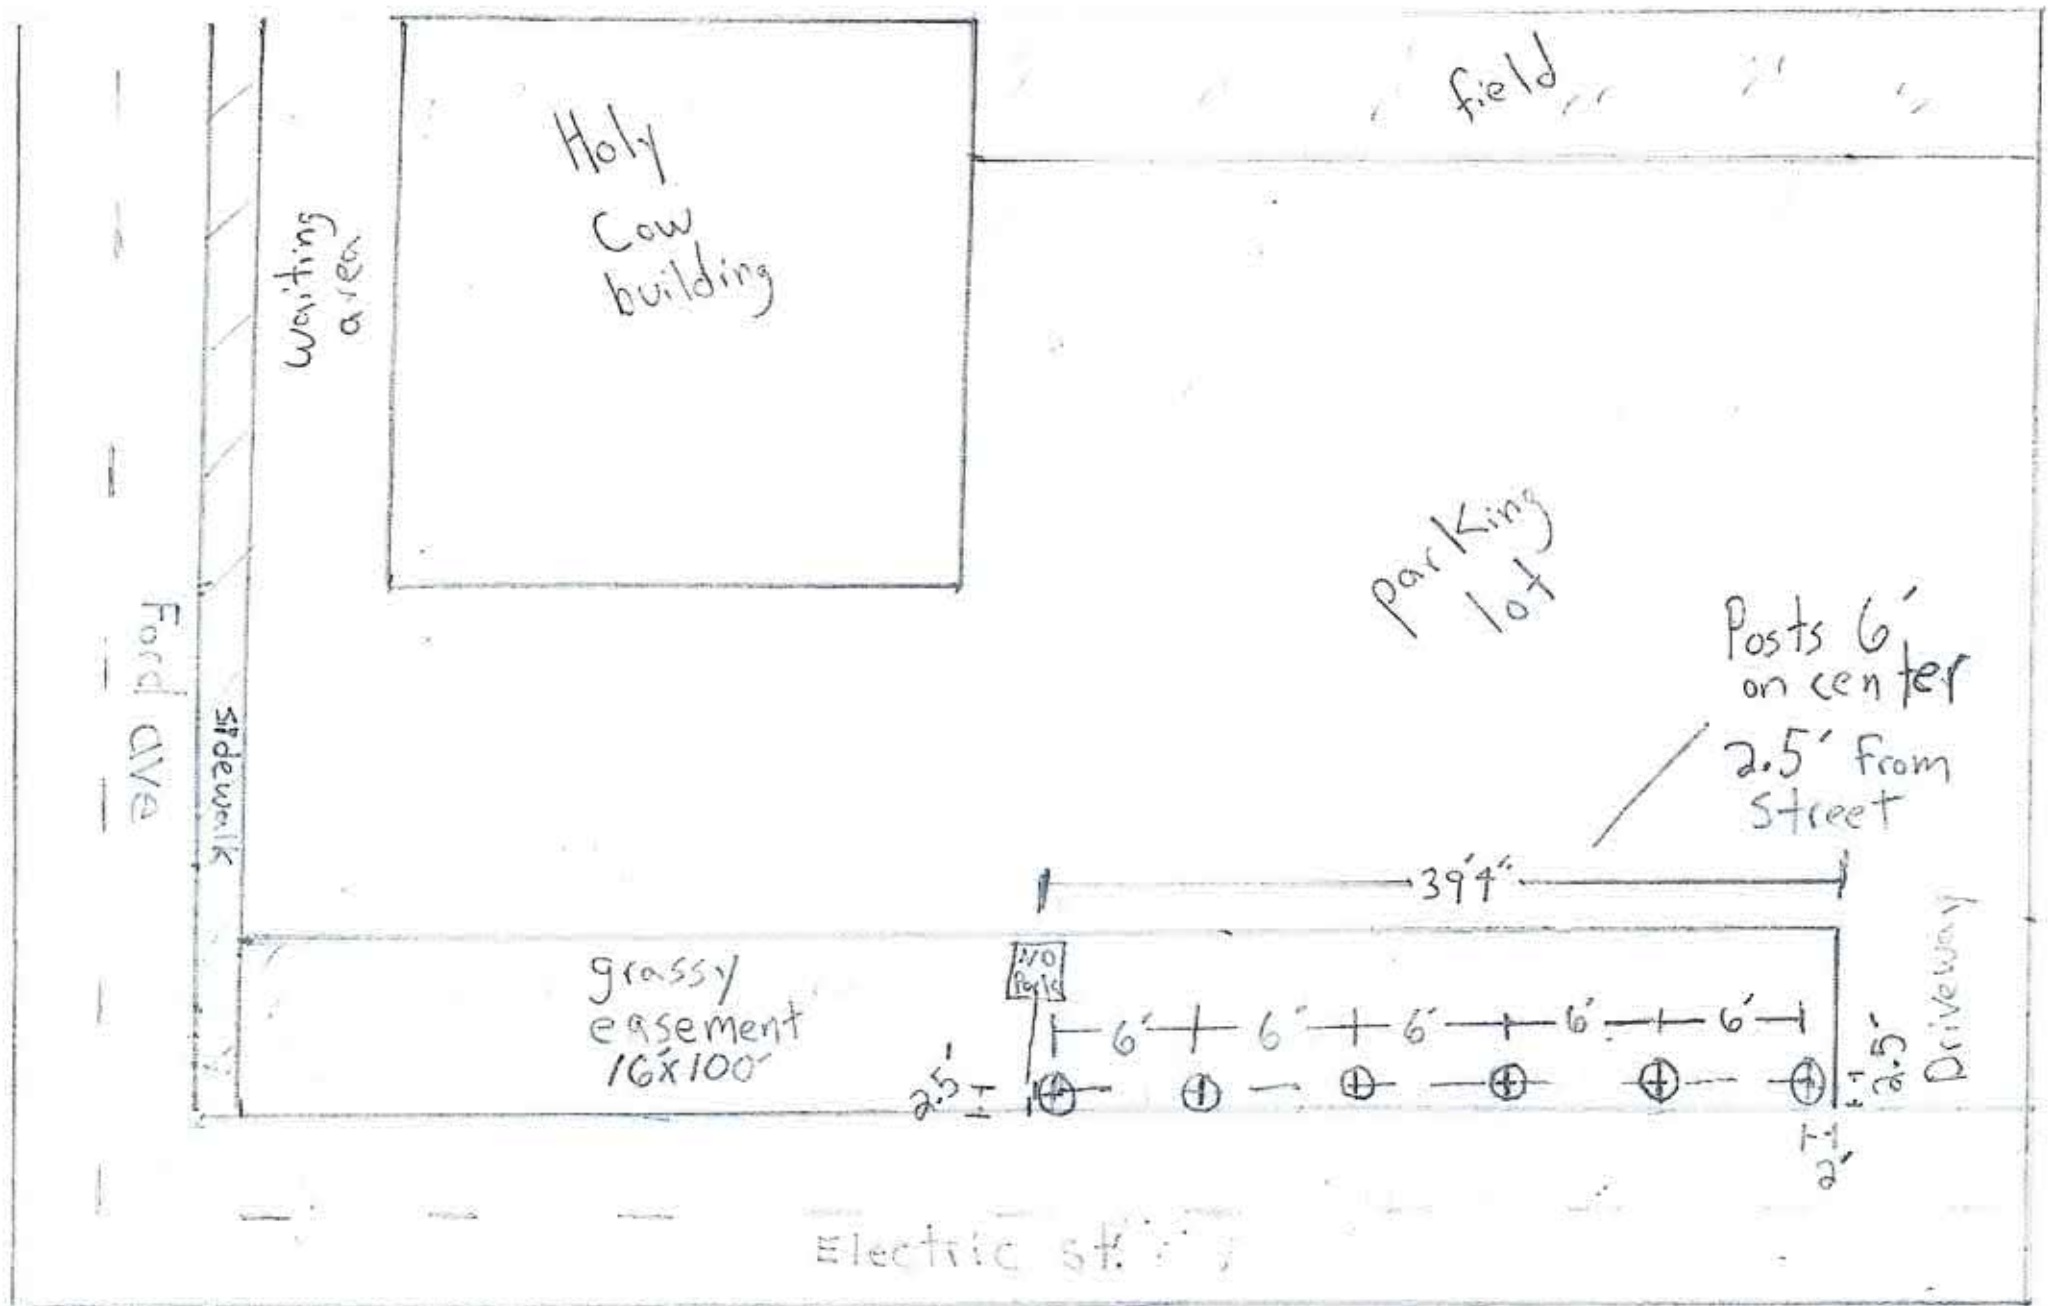 field
Holy
Cow
building
waiting
area
parking
lot
Posts 6'
on center
2.5' From
Street
Ford ave
sidewalk
39'4"
grassy
easement
16'x100'
NO
Park
6' 6' 6' 6' 6'
2.5'
2.5'
2'
Driveway
Electric st.